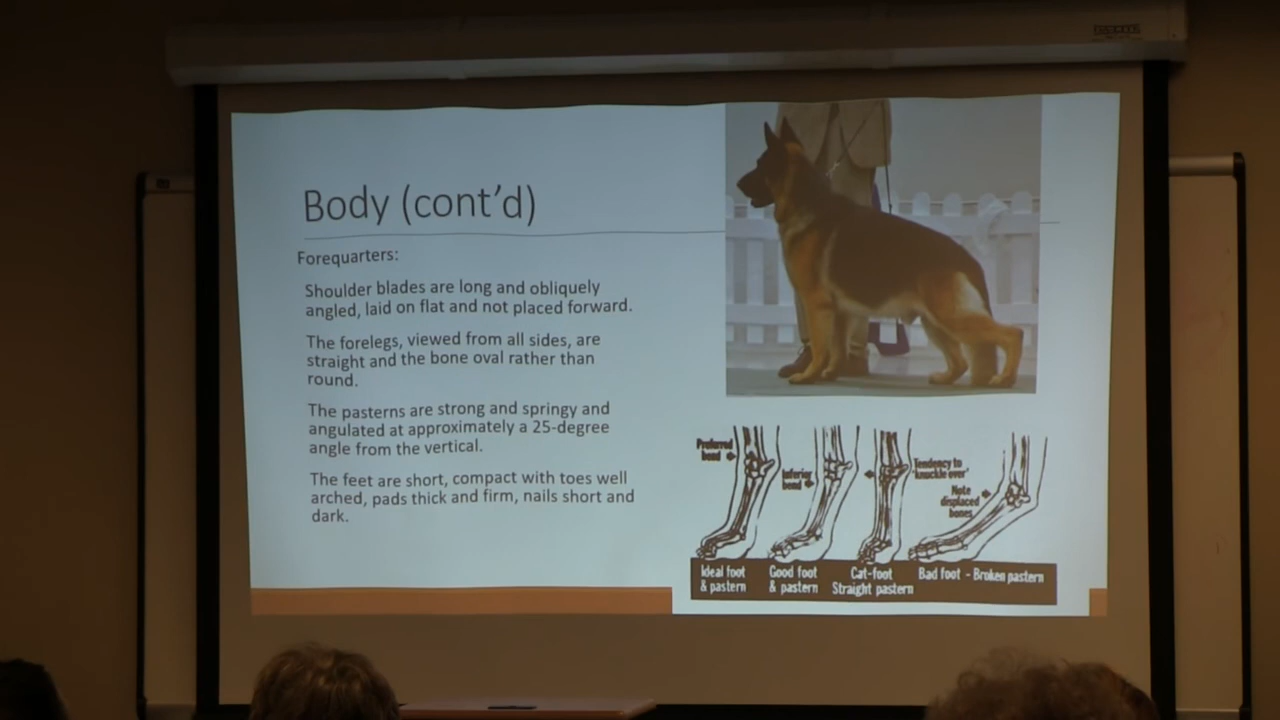 Body (cont'd)
Forequarters:
Shoulder blades are long and obliquely
angled, laid on flat and not placed forward.
The forelegs, viewed from all sides, are
straight and the bone oval rather than
round.
The pasterns are strong and springy and
angulated at approximately a 25-degree
angle from the vertical.
The feet are short, compact with toes well
arched, pads thick and firm, nails short and
dark.
Preferred
bend
Inferior
bend
Tendency to
'knuckle over'
Note
displaced
bones
Ideal foot
& pastern
Good foot
& pastern
Cat-foot
Straight pastern
Bad foot - Broken pastern